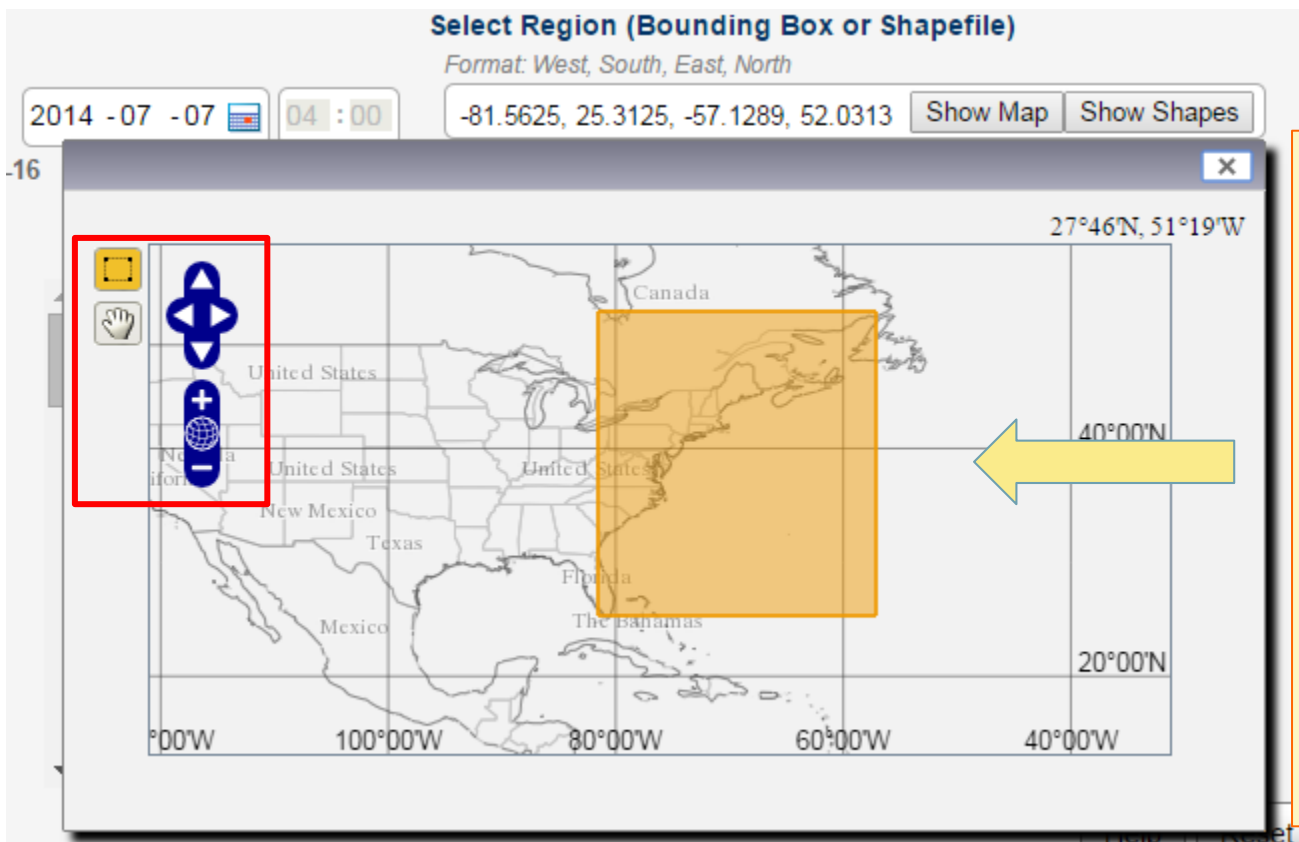 Select Region (Bounding Box or Shapefile)
Format: West, South, East, North
2014 - 07 - 07 04 : 00 -81.5625, 25.3125, -57.1289, 52.0313 Show Map Show Shapes
-16
×
27°46'N, 51°19'W
Canada
United States
40°00'N
United States
United States
New Mexico
Texas
Florida
Mexico
The Bahamas
20°00'N
°00'W 100°00'W 80°00'W 60°00'W 40°00'W
Help Reset